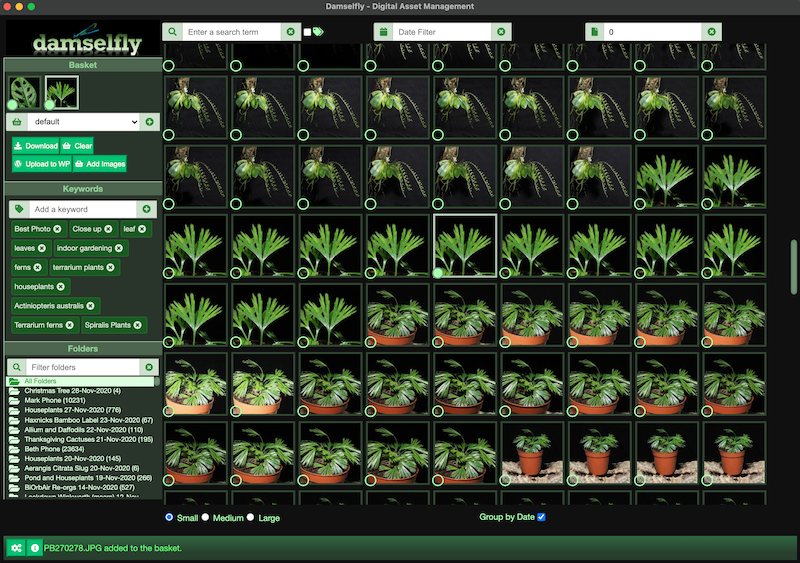 Damselfly - Digital Asset Management
damselfly
Enter a search term
Date Filter
0
Basket
default
Download
Clear
Upload to WP
Add Images
Keywords
Add a keyword
Best Photo
Close up
leaf
leaves
indoor gardening
ferns
terrarium plants
houseplants
Actiniopteris australis
Terrarium ferns
Spiralis Plants
Folders
Filter folders
All Folders
Christmas Tree 28-Nov-2020 (4)
Mark Phone (10231)
Houseplants 27-Nov-2020 (776)
Haxnicks Bamboo Label 23-Nov-2020 (67)
Allium and Daffodils 22-Nov-2020 (110)
Thanksgiving Cactuses 21-Nov-2020 (195)
Beth Phone (23634)
Houseplants 20-Nov-2020 (145)
Aerangis Citrata Slug 20-Nov-2020 (6)
Pond and Houseplants 19-Nov-2020 (266)
BiOrbAir Re-orgs 14-Nov-2020 (527)
Small
Medium
Large
Group by Date
PB270278.JPG added to the basket.